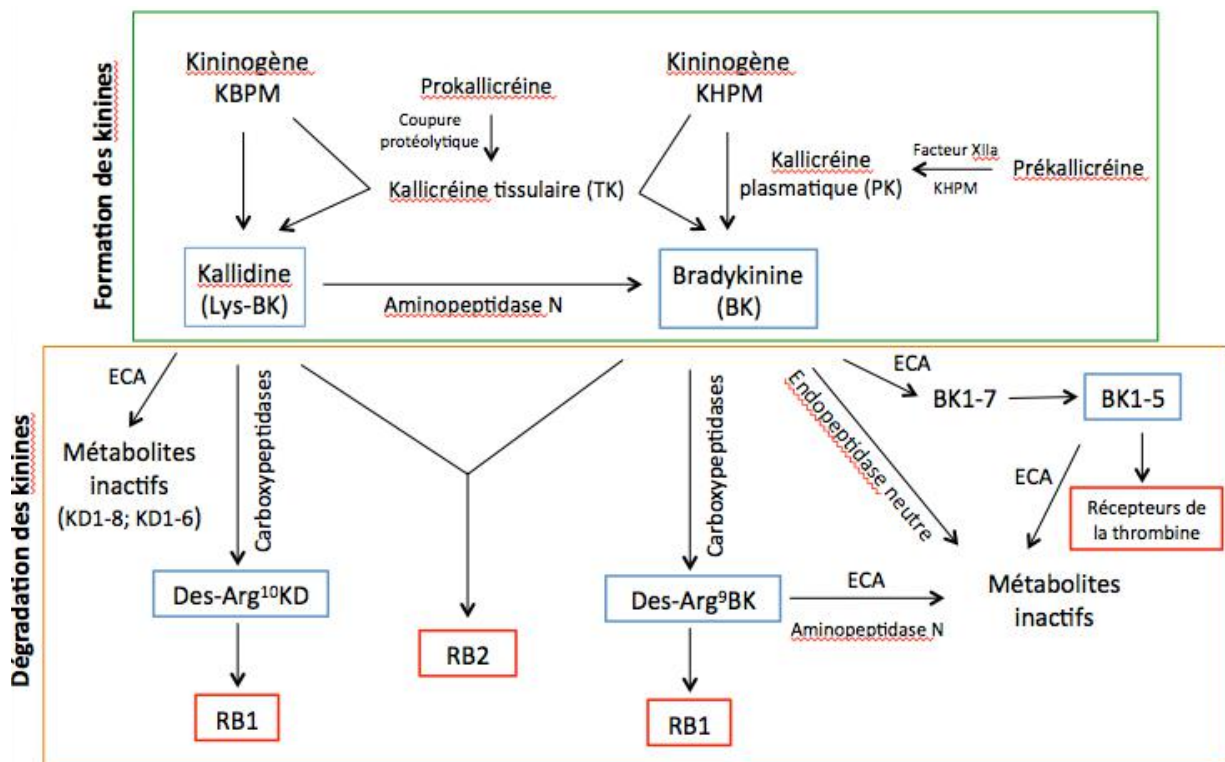 Formation des kinines
Kininogène
KBPM
Prokallicréine
Kininogène
KHPM
Coupure
protéolytique
Kallicréine tissulaire (TK)
Kallicréine
plasmatique (PK)
Facteur XIIa
KHPM
Prékallicréine
Kallidine
(Lys-BK)
Aminopeptidase N
Bradykinine
(BK)
Dégradation des kinines
ECA
Métabolites
inactifs
(KD1-8; KD1-6)
Carboxypeptidases
Des-Arg¹⁰KD
RB1
RB2
Carboxypeptidases
Des-Arg⁹BK
RB1
Endopeptidase neutre
ECA
BK1-7
BK1-5
ECA
Récepteurs de
la thrombine
ECA
Aminopeptidase N
Métabolites
inactifs